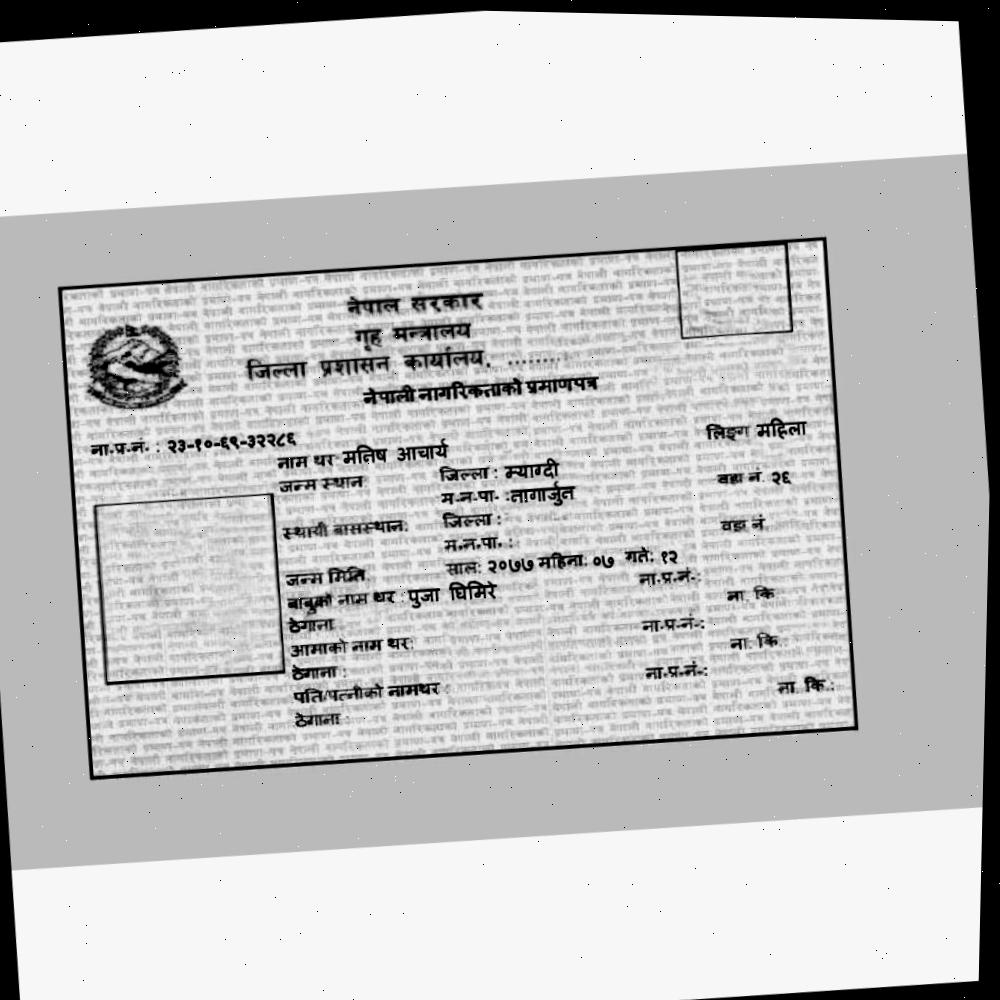 नेपाल सरकार
गृह मन्त्रालय
जिल्ला प्रशासन कार्यालय, ........
नेपाली नागरिकताको प्रमाणपत्र
ना.प्र.नं. : २३-१०-६९-३२२८६ लिङ्ग महिला
नाम थर मतिष आचार्य
जन्म स्थान जिल्ला : म्याग्दी वडा नं. २६
म.न.पा. :नागार्जुन
स्थायी बासस्थान: जिल्ला : वडा नं
म.न.पा. :
जन्म मिति साल: २०७७ महिना: ०७ गते: १२
बाबुको नाम थर : पुजा घिमिरे ना.प्र.नं.:
ठेगाना ना. कि
आमाको नाम थर: ना.प्र.नं.:
ठेगाना : ना. कि.:
पति/पत्नीको नामथर : ना.प्र.नं.:
ठेगाना : ना. कि.: